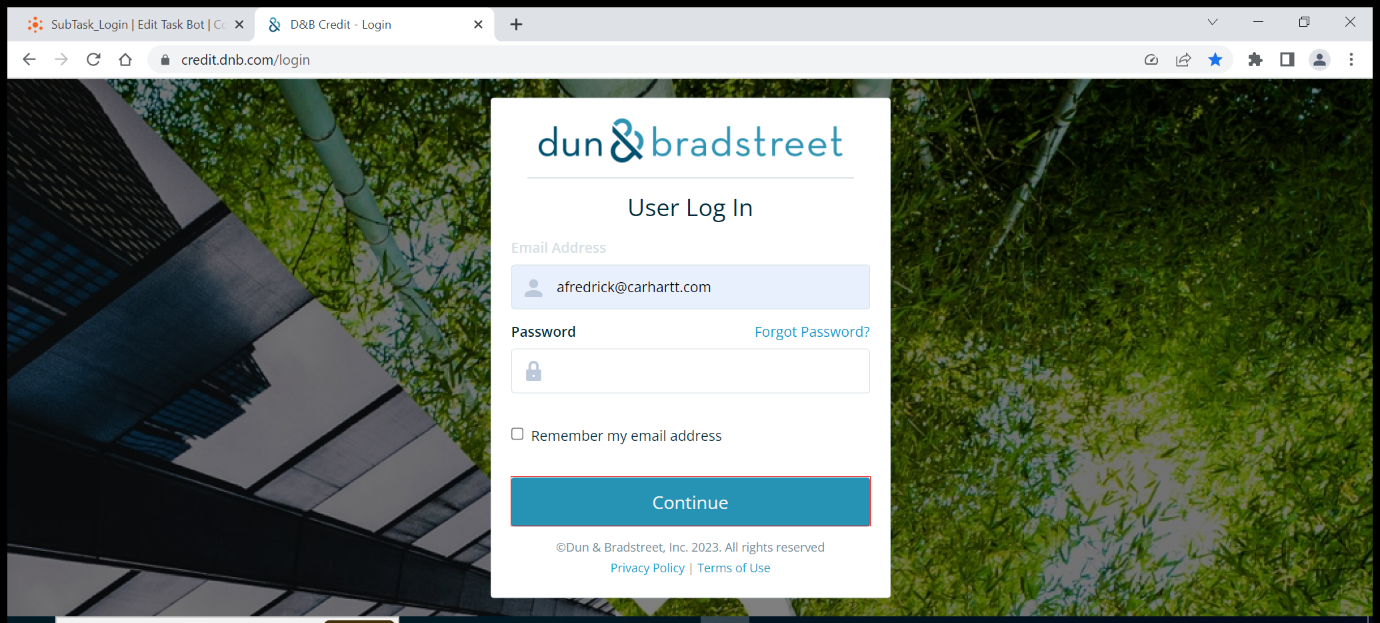 SubTask_Login | Edit Task Bot | Co
D&B Credit - Login
credit.dnb.com/login
dun & bradstreet
User Log In
Email Address
afredrick@carhartt.com
Password Forgot Password?
Remember my email address
Continue
©Dun & Bradstreet, Inc. 2023. All rights reserved
Privacy Policy | Terms of Use